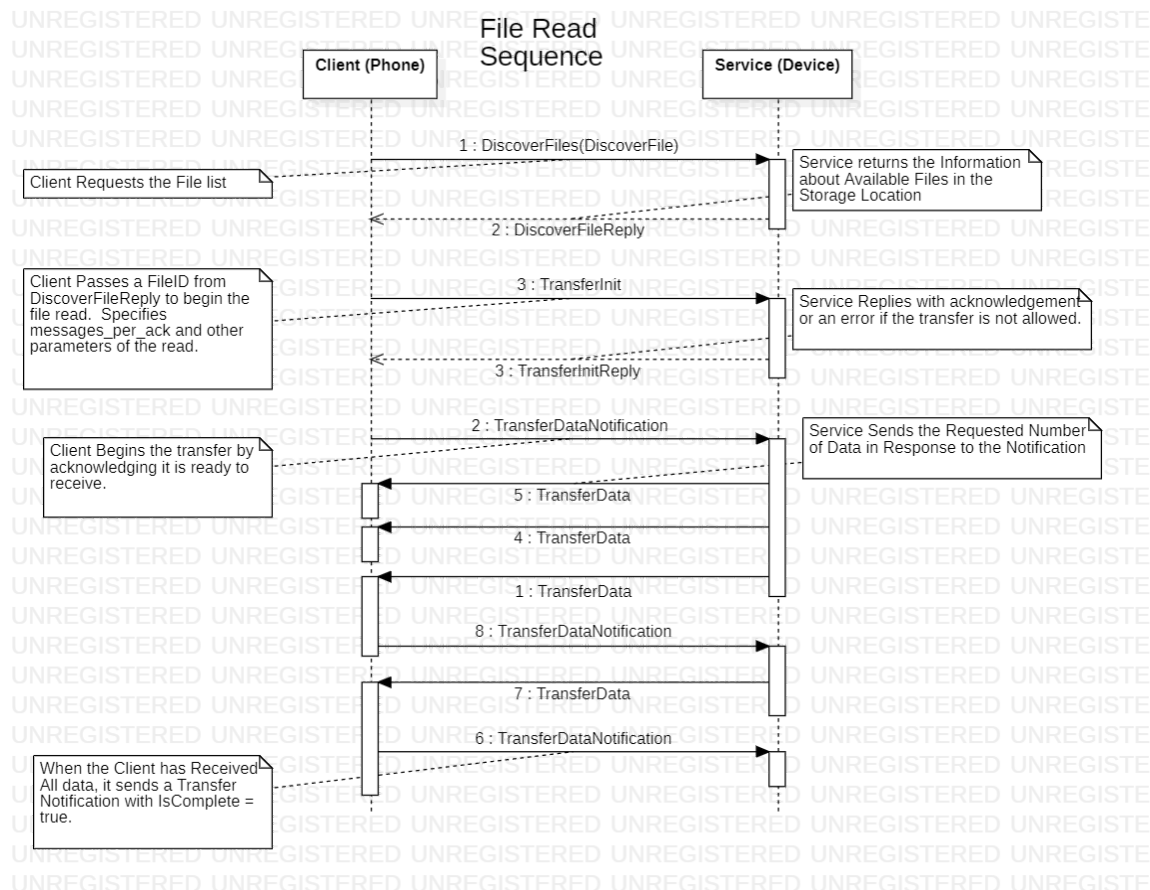 File Read
Sequence
Client (Phone)
Service (Device)
1 : DiscoverFiles(DiscoverFile)
Client Requests the File list
Service returns the Information
about Available Files in the
Storage Location
2 : DiscoverFileReply
Client Passes a FileID from
DiscoverFileReply to begin the
file read.  Specifies
messages_per_ack and other
parameters of the read.
3 : TransferInit
Service Replies with acknowledgement
or an error if the transfer is not allowed.
3 : TransferInitReply
2 : TransferDataNotification
Client Begins the transfer by
acknowledging it is ready to
receive.
Service Sends the Requested Number
of Data in Response to the Notification
5 : TransferData
4 : TransferData
1 : TransferData
8 : TransferDataNotification
7 : TransferData
6 : TransferDataNotification
When the Client has Received
All data, it sends a Transfer
Notification with IsComplete =
true.
UNREGISTERED